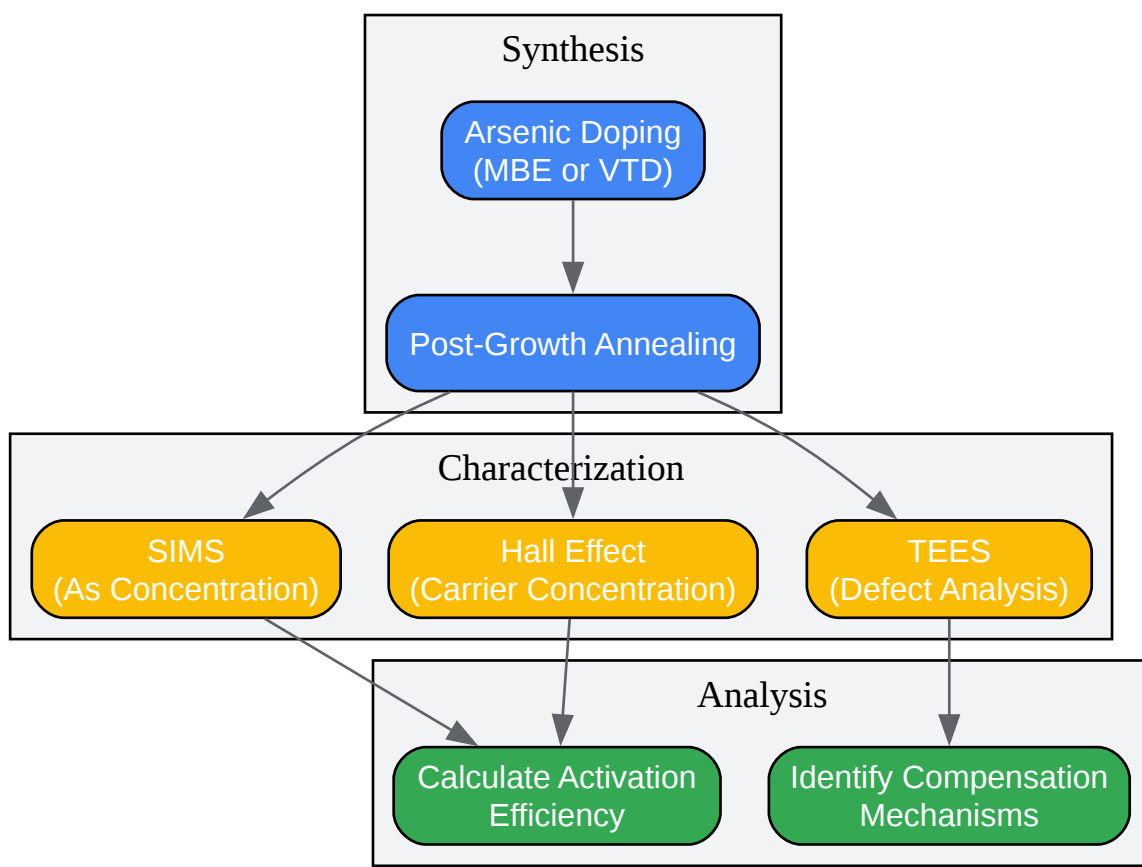 Synthesis
Arsenic Doping
(MBE or VTD)
Post-Growth Annealing
Characterization
SIMS
(As Concentration)
Hall Effect
(Carrier Concentration)
TEES
(Defect Analysis)
Analysis
Calculate Activation
Efficiency
Identify Compensation
Mechanisms